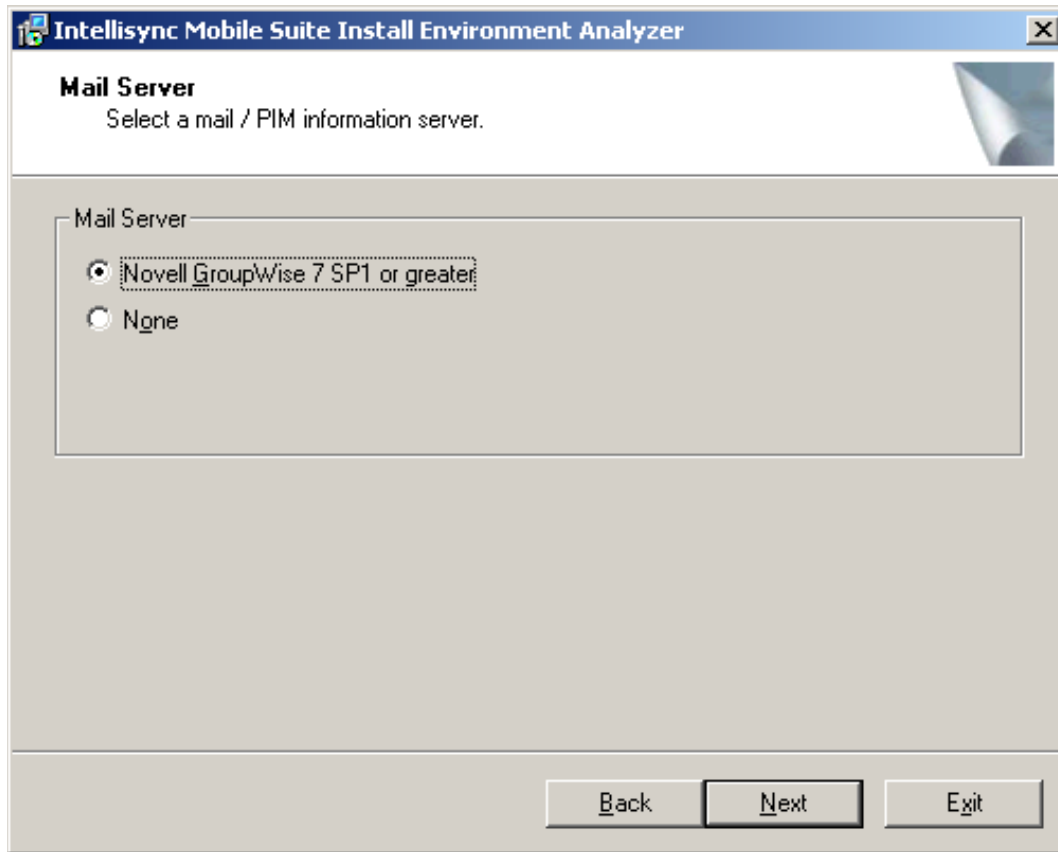 Intellisync Mobile Suite Install Environment Analyzer
Mail Server
Select a mail / PIM information server.
Mail Server
Novell GroupWise 7 SP1 or greater
None
Back
Next
Exit